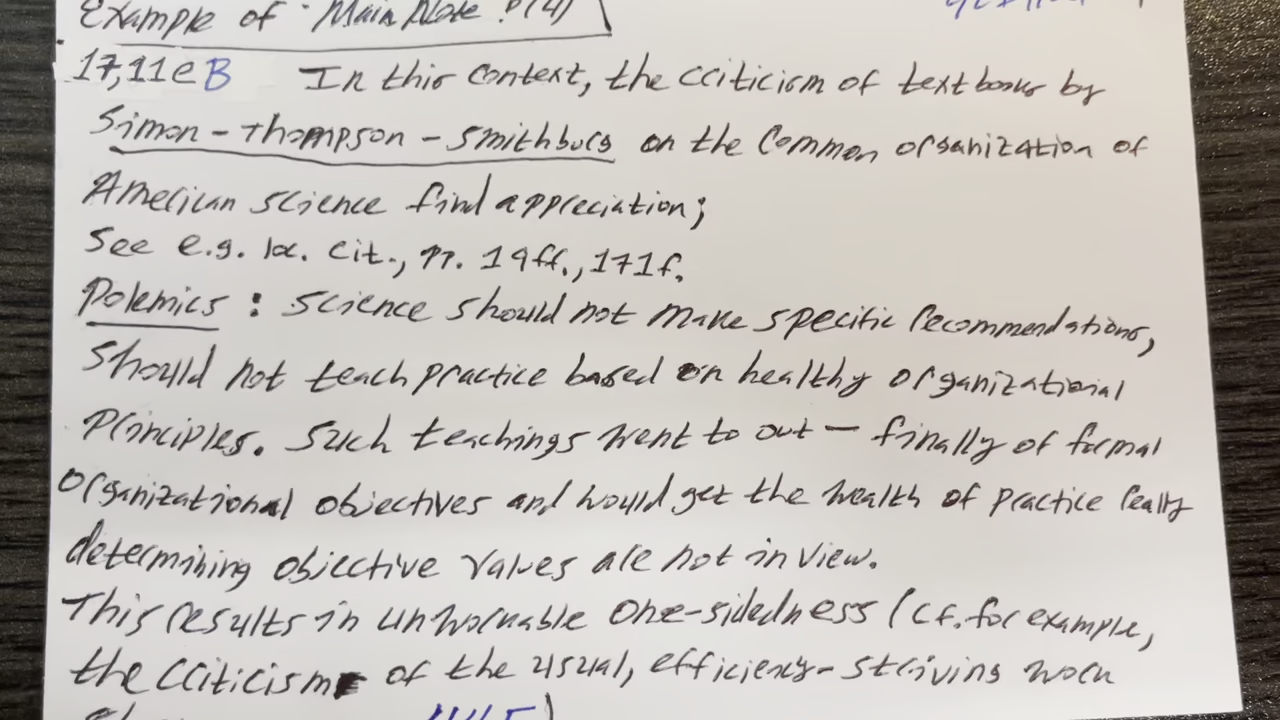 Example of "Main Note
17,11e B In this context, the criticism of textbooks by
Simon-Thompson-Smithburg on the Common organization of
American science find appreciation;
See e.g. loc. cit., pp. 19ff., 171f.
Polemics: Science should not make specific recommendations,
should not teach practice based on healthy organizational
Principles. Such teachings went to out - finally of formal
organizational objectives and would get the wealth of practice really
determining objective values are not in view.
This results in unworkable one-sidedness (cf. for example,
the criticism of the usual, efficiency-striving work